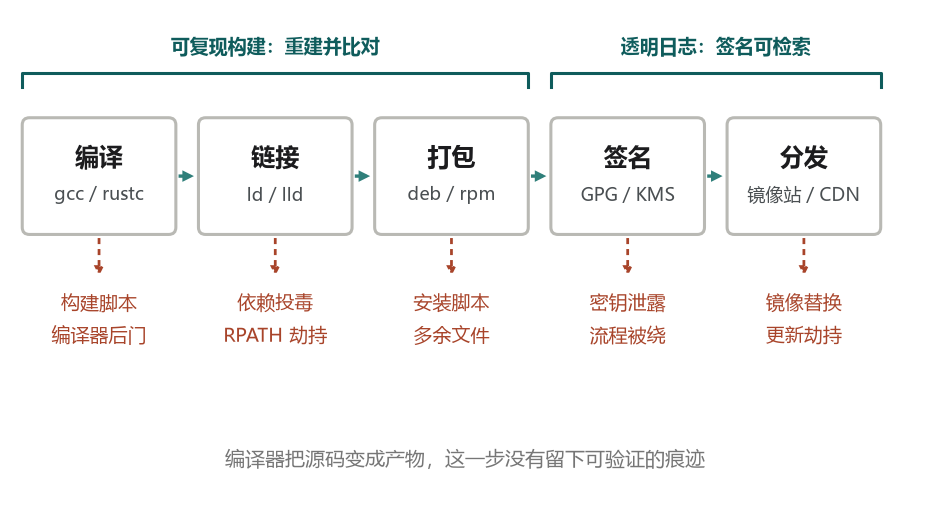 可复现构建：重建并比对
透明日志：签名可检索
编译
gcc / rustc
链接
ld / lld
打包
deb / rpm
签名
GPG / KMS
分发
镜像站 / CDN
构建脚本
编译器后门
依赖投毒
RPATH 劫持
安装脚本
多余文件
密钥泄露
流程被绕
镜像替换
更新劫持
编译器把源码变成产物，这一步没有留下可验证的痕迹